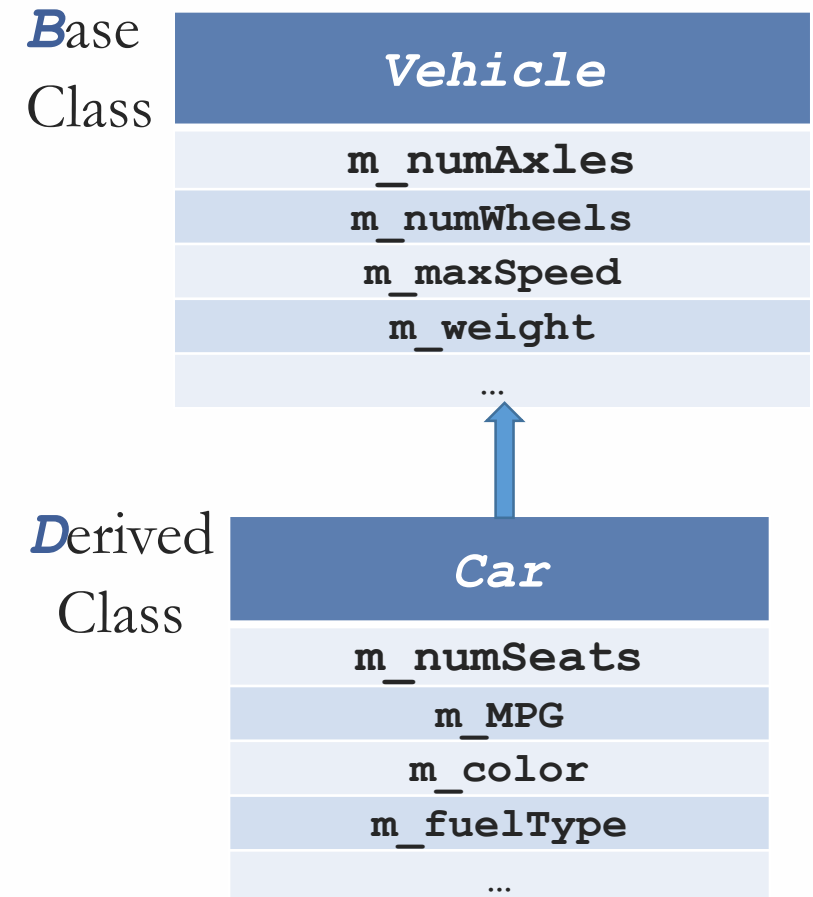 Base
Class
Vehicle
m_numAxles
m_numWheels
m_maxSpeed
m_weight
...
Derived
Class
Car
m_numSeats
m_MPG
m_color
m_fuelType
...